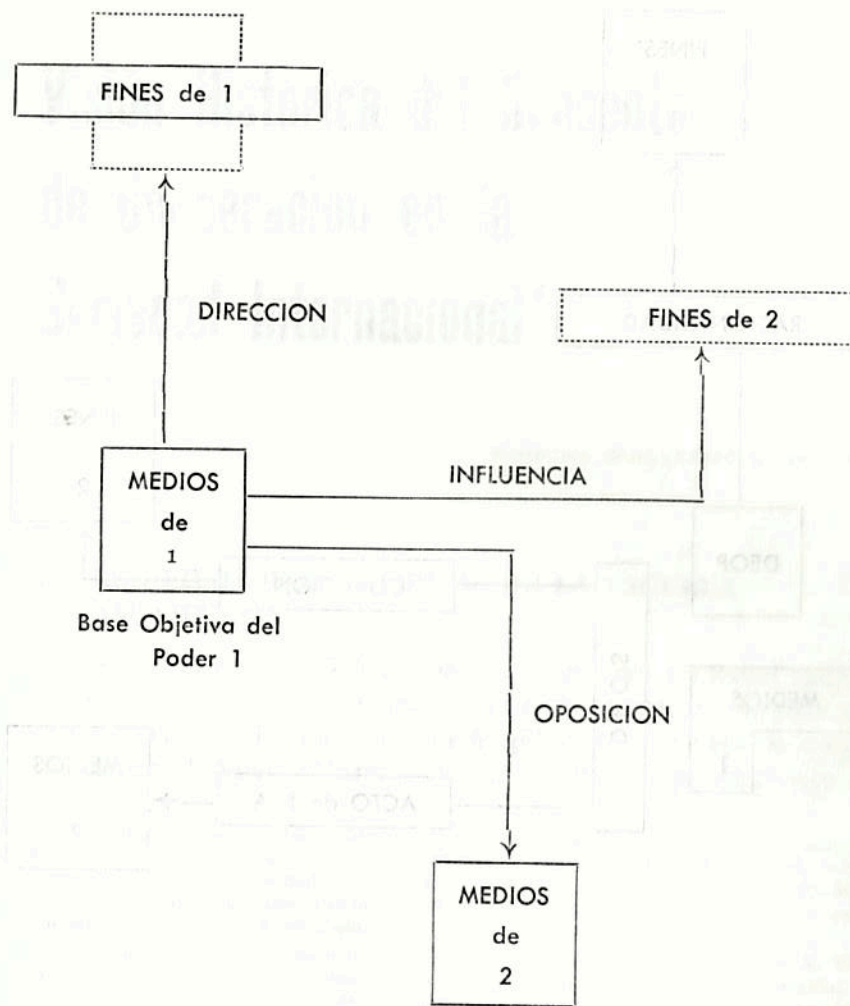 FINES de 1
DIRECCION
FINES de 2
MEDIOS
de
1
INFLUENCIA
Base Objetiva del
Poder 1
OPOSICION
MEDIOS
de
2